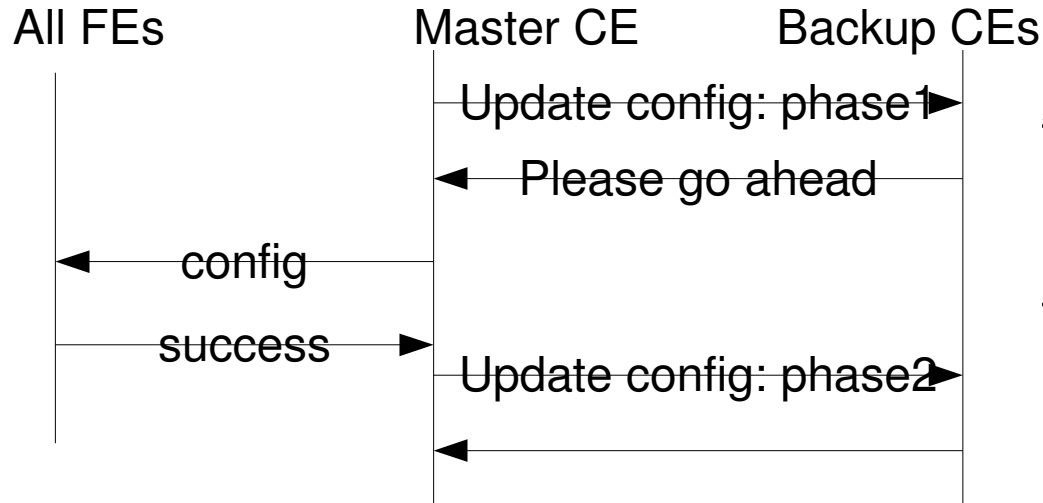 All FEs Master CE Backup CEs
Update config: phase1
Please go ahead
config
success
Update config: phase2